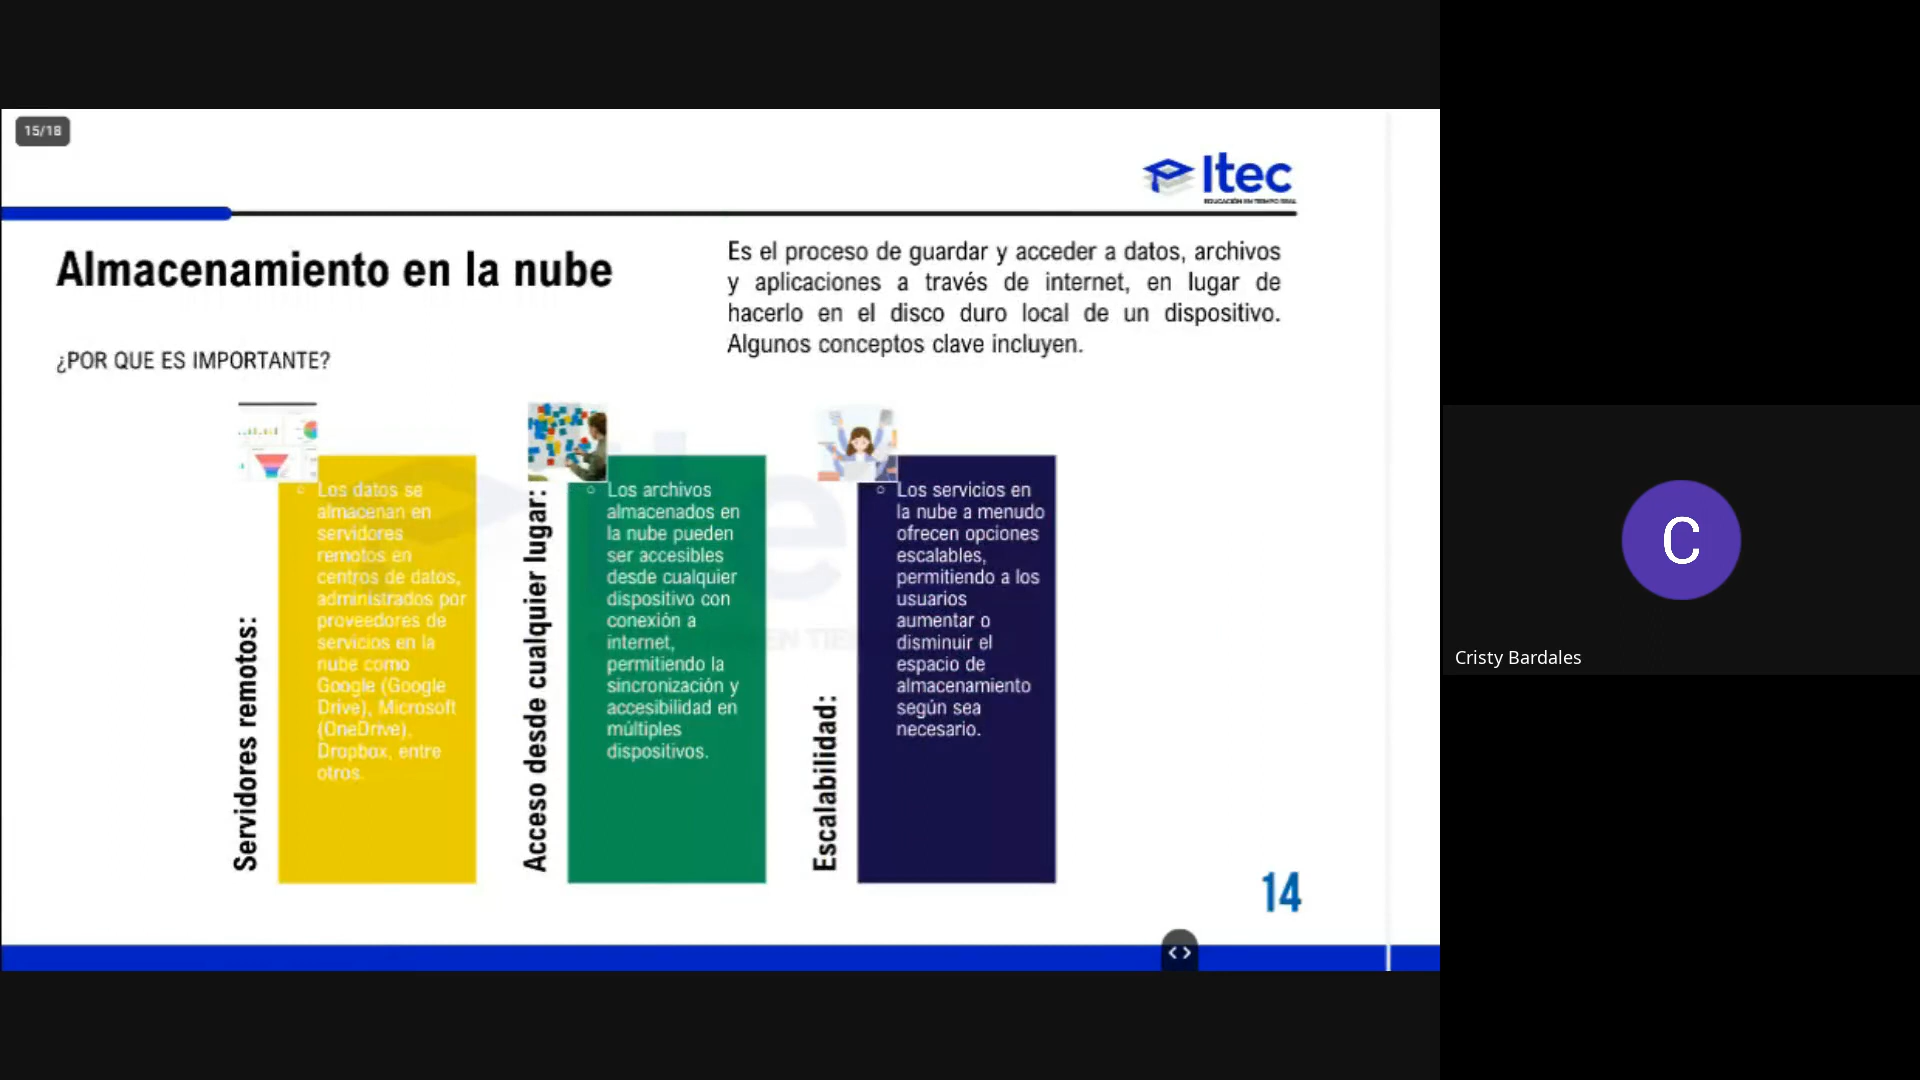 15/18
Itec
EDUCACIÓN EN TIEMPO REAL
Almacenamiento en la nube
Es el proceso de guardar y acceder a datos, archivos
y aplicaciones a través de internet, en lugar de
hacerlo en el disco duro local de un dispositivo.
Algunos conceptos clave incluyen.
¿POR QUE ES IMPORTANTE?
Servidores remotos:
Los datos se
almacenan en
servidores
remotos en
centros de datos,
administrados por
proveedores de
servicios en la
nube como
Google (Google
Drive), Microsoft
(OneDrive),
Dropbox, entre
otros.
Acceso desde cualquier lugar:
Los archivos
almacenados en
la nube pueden
ser accesibles
desde cualquier
dispositivo con
conexión a
internet,
permitiendo la
sincronización y
accesibilidad en
múltiples
dispositivos.
Escalabilidad:
Los servicios en
la nube a menudo
ofrecen opciones
escalables,
permitiendo a los
usuarios
aumentar o
disminuir el
espacio de
almacenamiento
según sea
necesario.
14
C
Cristy Bardales